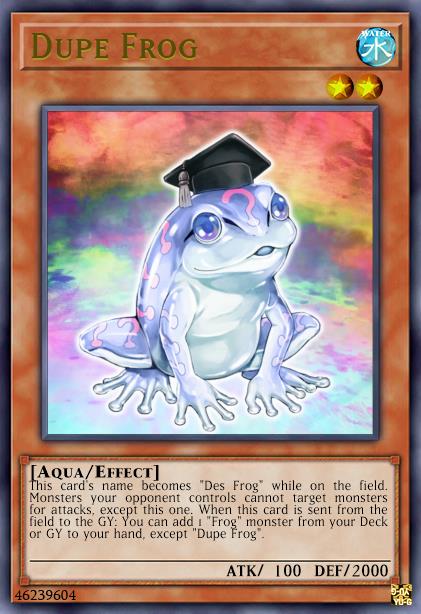 DUPE FROG
WATER
水
[AQUA/EFFECT]
This card's name becomes "Des Frog" while on the field.
Monsters your opponent controls cannot target monsters
for attacks, except this one. When this card is sent from
the field to the GY: You can add 1 "Frog" monster from your Deck
or GY to your hand, except "Dupe Frog".
ATK/ 100 DEF/2000
46239604